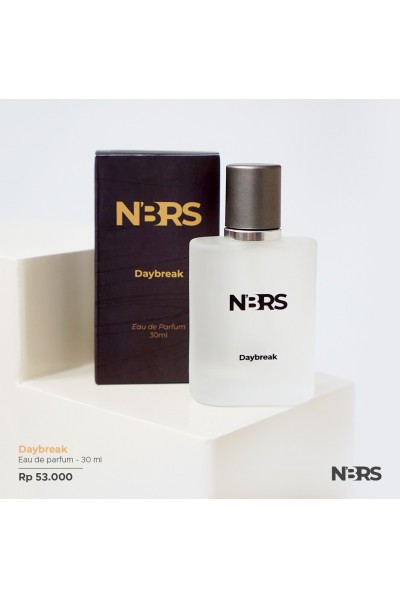 N'BRS
Daybreak
Eau de Parfum
30ml
N'BRS
Daybreak
Daybreak
Eau de parfum - 30 ml
Rp 53.000
N'BRS